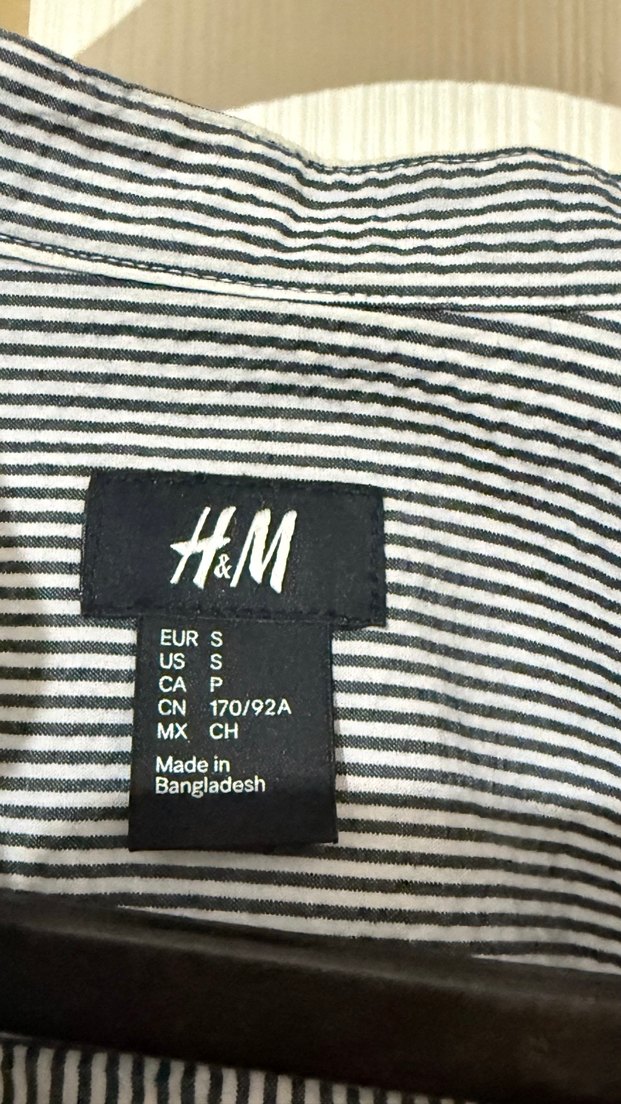 H&M
EUR S
US S
CA P
CN 170/92A
MX CH
Made in
Bangladesh